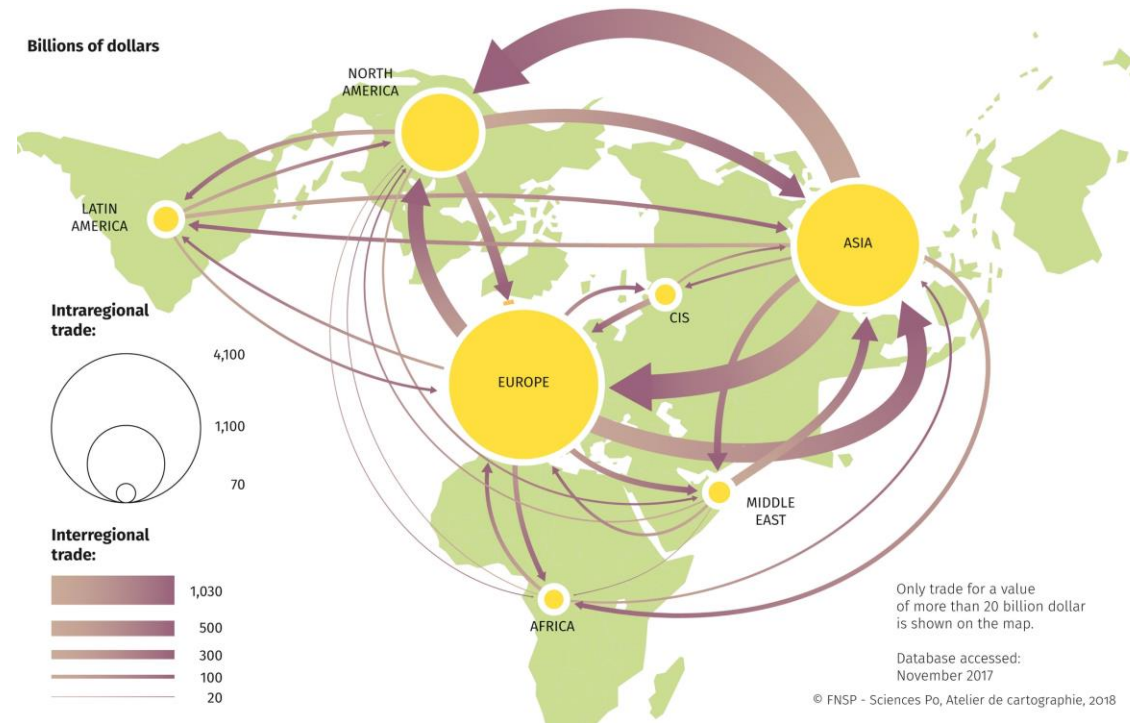 Billions of dollars
NORTH
AMERICA
LATIN
AMERICA
ASIA
CIS
EUROPE
MIDDLE
EAST
AFRICA
Intraregional
trade:
4,100
1,100
70
Interregional
trade:
1,030
500
300
100
20
Only trade for a value
of more than 20 billion dollar
is shown on the map.
Database accessed:
November 2017
© FNSP - Sciences Po, Atelier de cartographie, 2018